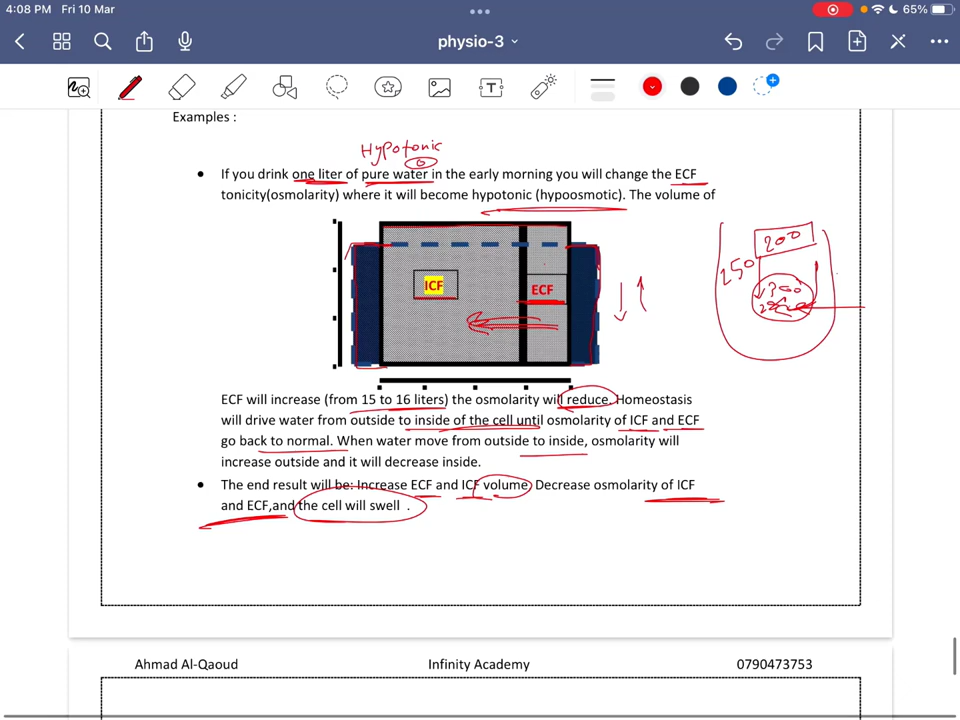 4:08 PM Fri 10 Mar 65%
physio-3
Examples :
Hypotonic
If you drink one liter of pure water in the early morning you will change the ECF
tonicity(osmolarity) where it will become hypotonic (hypoosmotic). The volume of
ICF ECF
200
250
300
ECF will increase (from 15 to 16 liters) the osmolarity will reduce. Homeostasis
will drive water from outside to inside of the cell until osmolarity of ICF and ECF
go back to normal. When water move from outside to inside, osmolarity will
increase outside and it will decrease inside.
The end result will be: Increase ECF and ICF volume. Decrease osmolarity of ICF
and ECF,and the cell will swell .
Ahmad Al-Qaoud Infinity Academy 0790473753